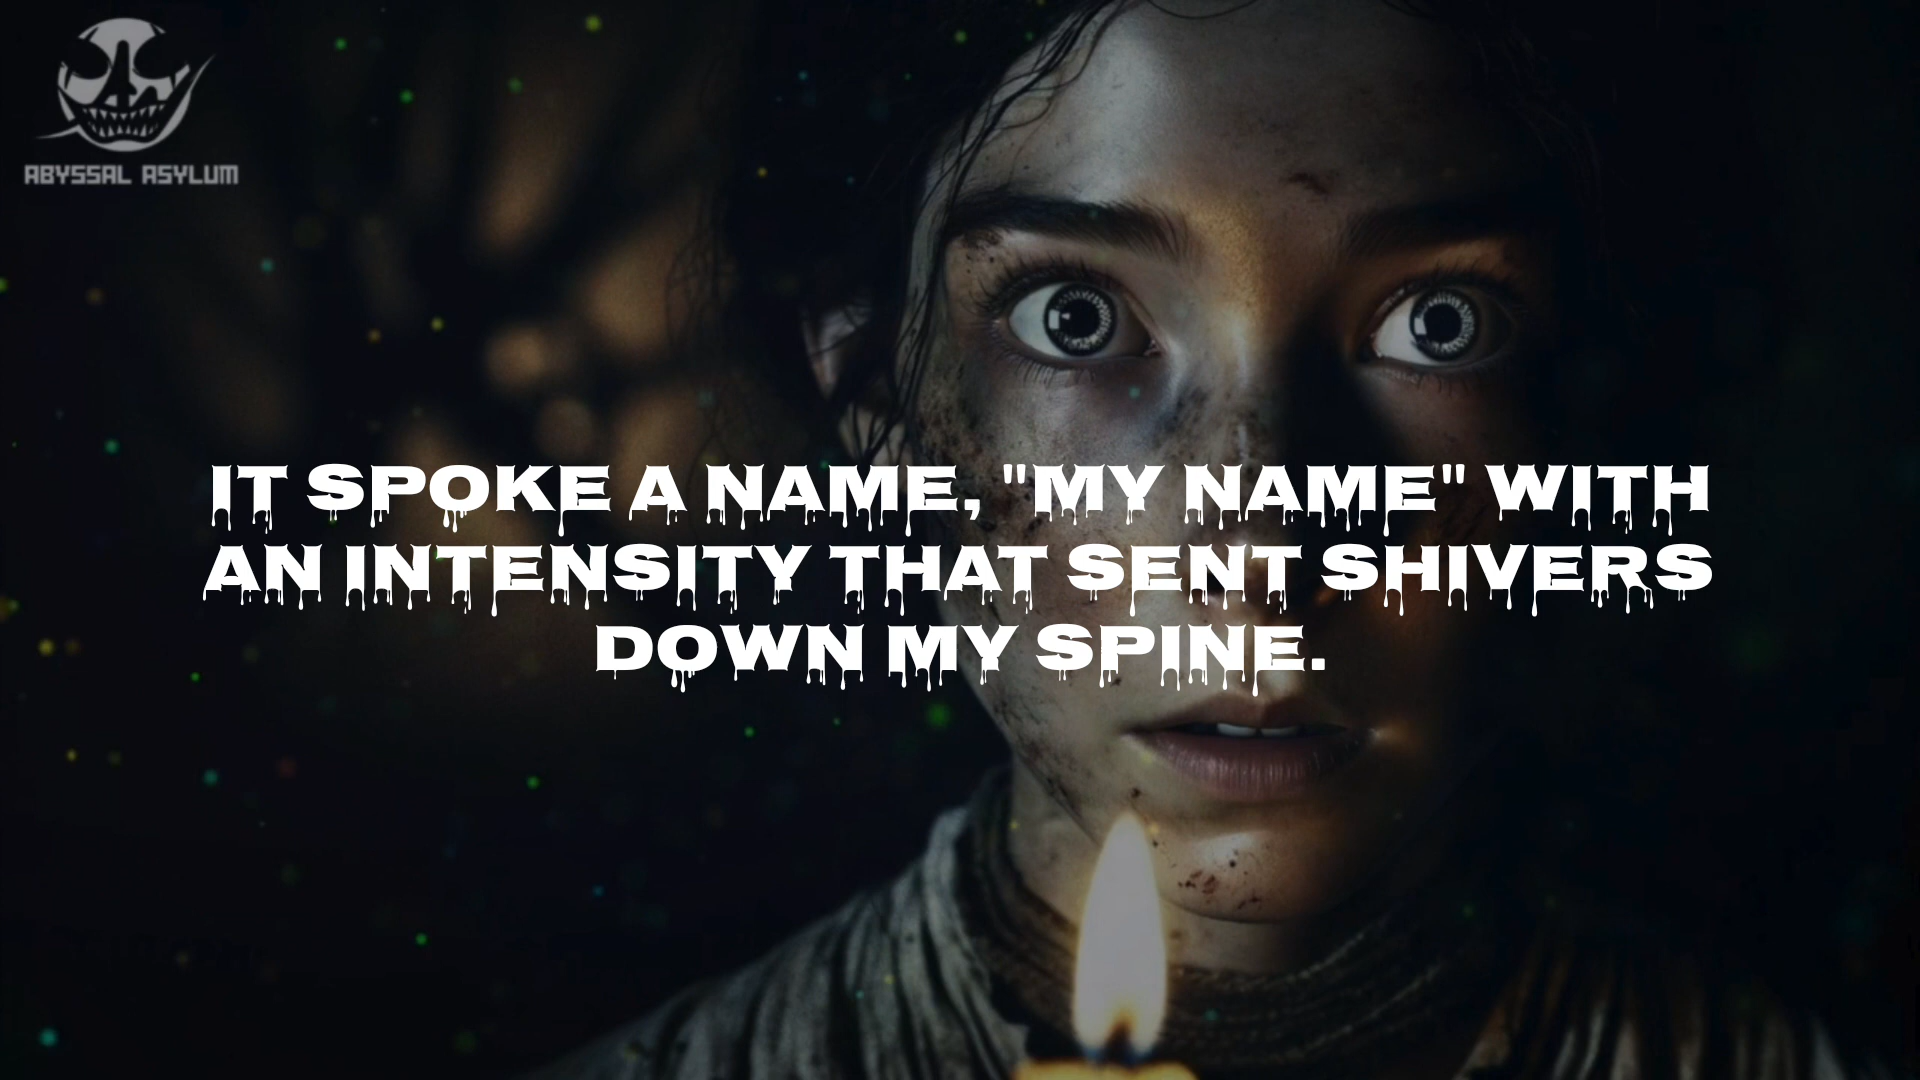 ABYSSAL ASYLUM
IT SPOKE A NAME, "MY NAME" WITH
AN INTENSITY THAT SENT SHIVERS
DOWN MY SPINE.